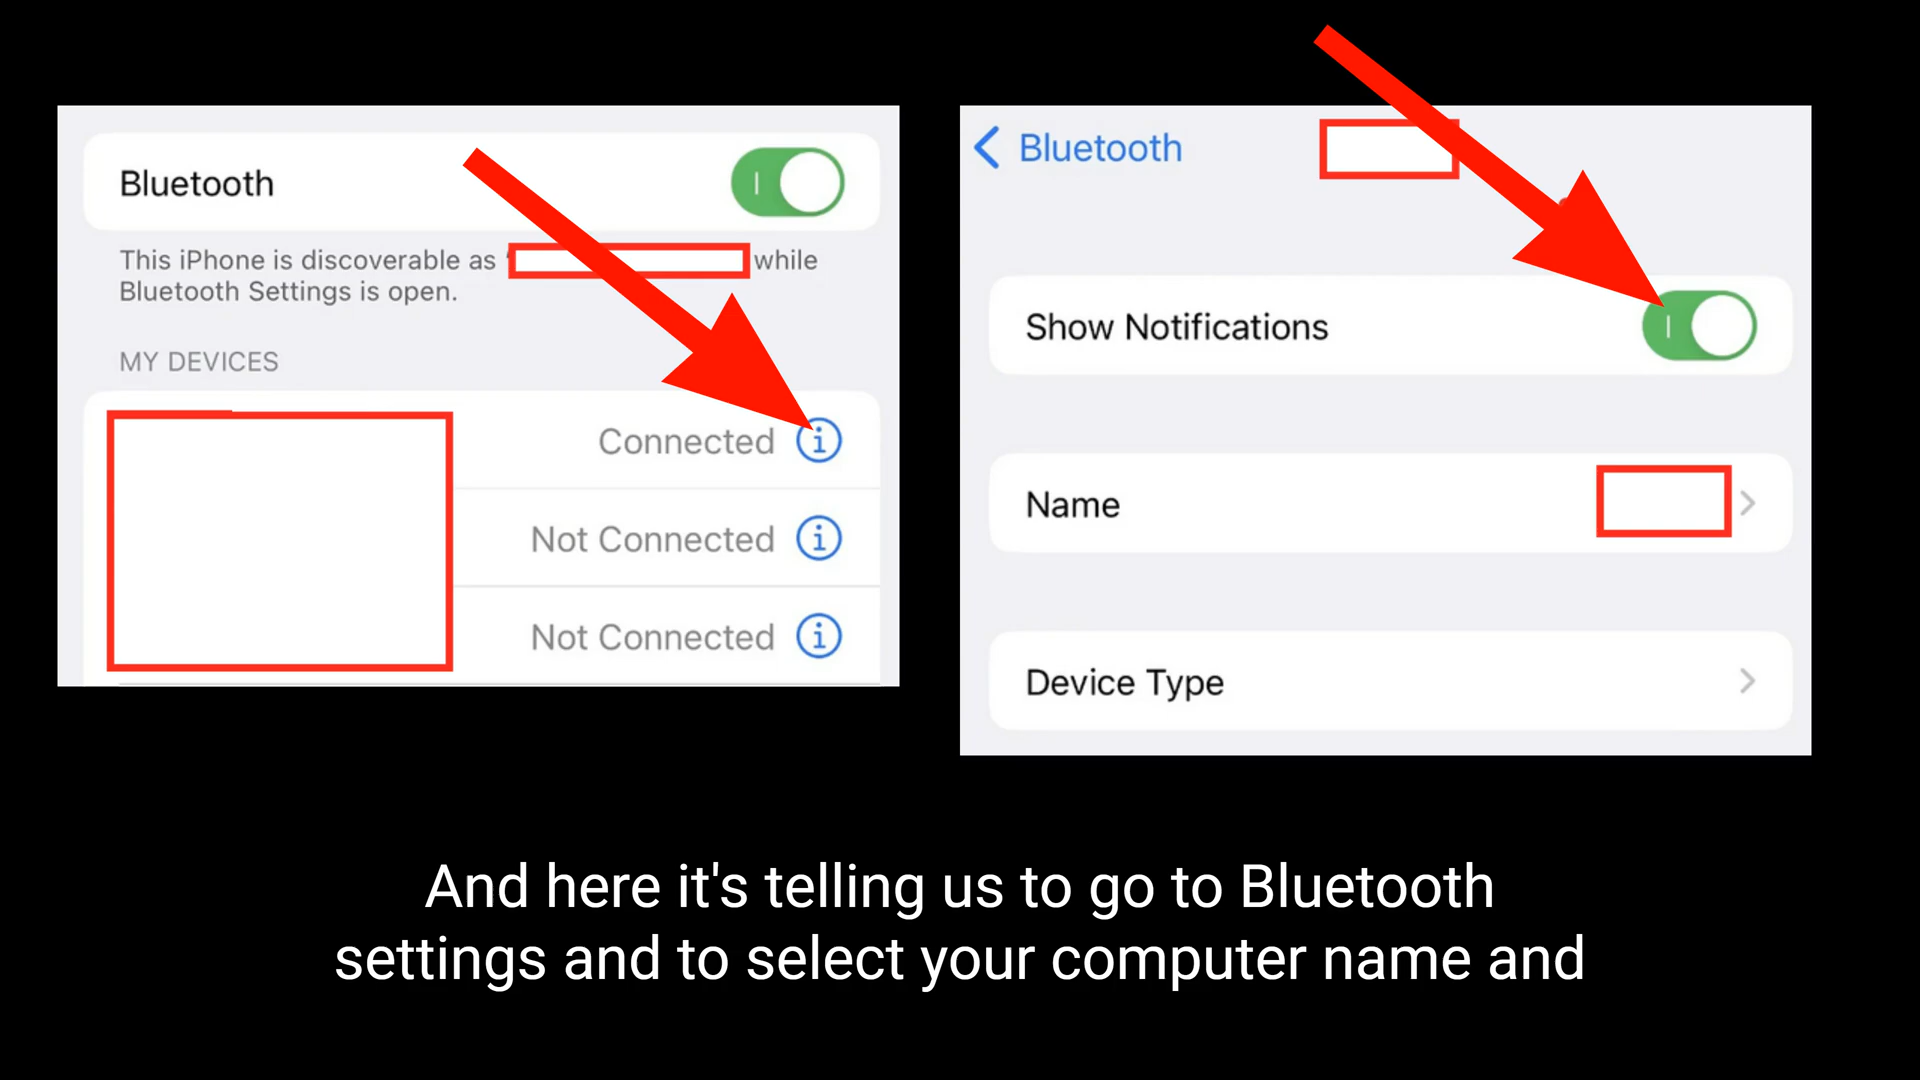 Bluetooth
This iPhone is discoverable as while
Bluetooth Settings is open.
MY DEVICES
Connected
Not Connected
Not Connected
Bluetooth
Show Notifications
Name
Device Type
And here it's telling us to go to Bluetooth
settings and to select your computer name and